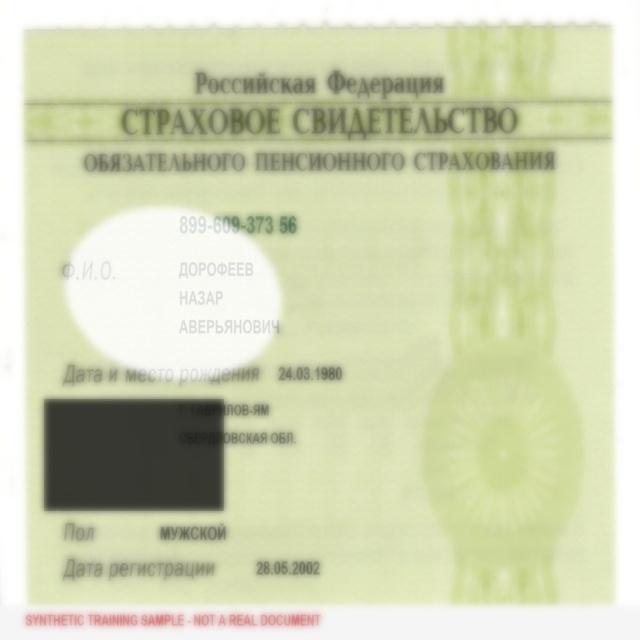 Российская Федерация
СТРАХОВОЕ СВИДЕТЕЛЬСТВО
ОБЯЗАТЕЛЬНОГО ПЕНСИОННОГО СТРАХОВАНИЯ
899-609-373 56
Ф.И.О. ДОРОФЕЕВ
НАЗАР
АВЕРЬЯНОВИЧ
Дата и место рождения 24.03.1980
Г. ГАВРИЛОВ-ЯМ
СВЕРДЛОВСКАЯ ОБЛ.
Пол МУЖСКОЙ
Дата регистрации 28.05.2002
SYNTHETIC TRAINING SAMPLE - NOT A REAL DOCUMENT